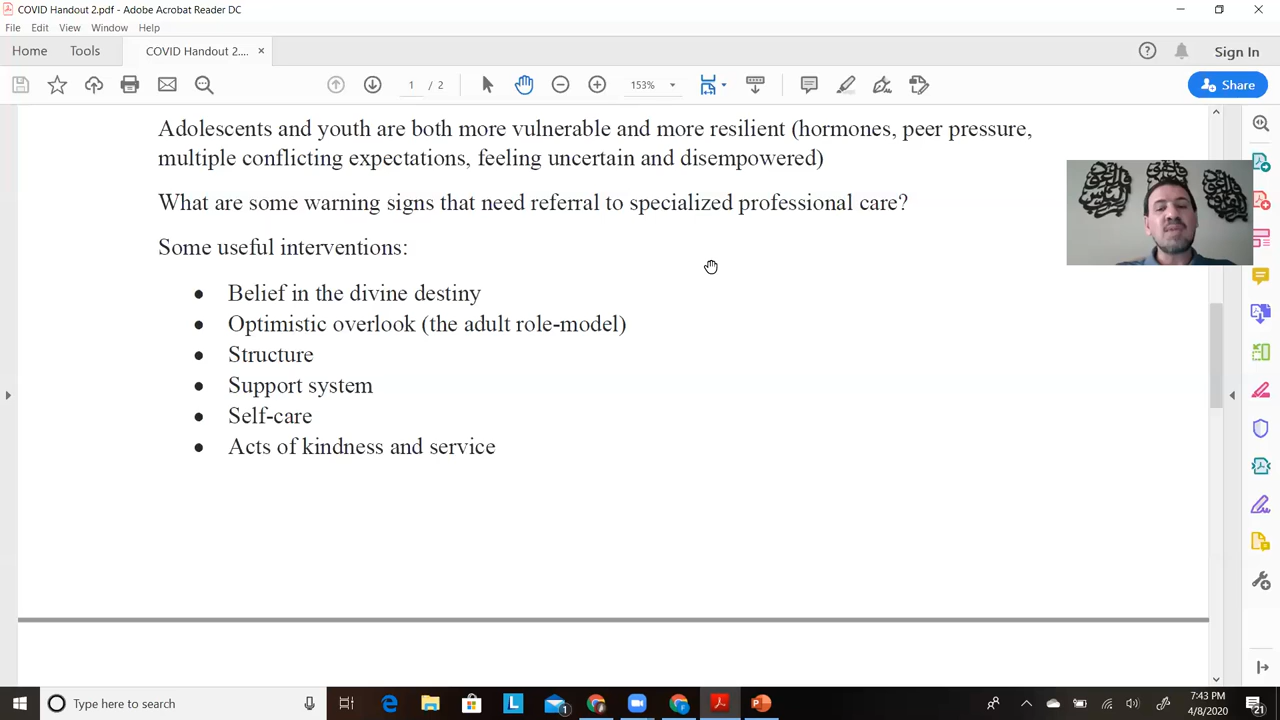 COVID Handout 2.pdf - Adobe Acrobat Reader DC
File Edit View Window Help
Home Tools COVID Handout 2.... × Sign In
1 / 2 153% Share
Adolescents and youth are both more vulnerable and more resilient (hormones, peer pressure,
multiple conflicting expectations, feeling uncertain and disempowered)
What are some warning signs that need referral to specialized professional care?
Some useful interventions:
• Belief in the divine destiny
• Optimistic overlook (the adult role-model)
• Structure
• Support system
• Self-care
• Acts of kindness and service
Type here to search
7:43 PM
4/8/2020
21